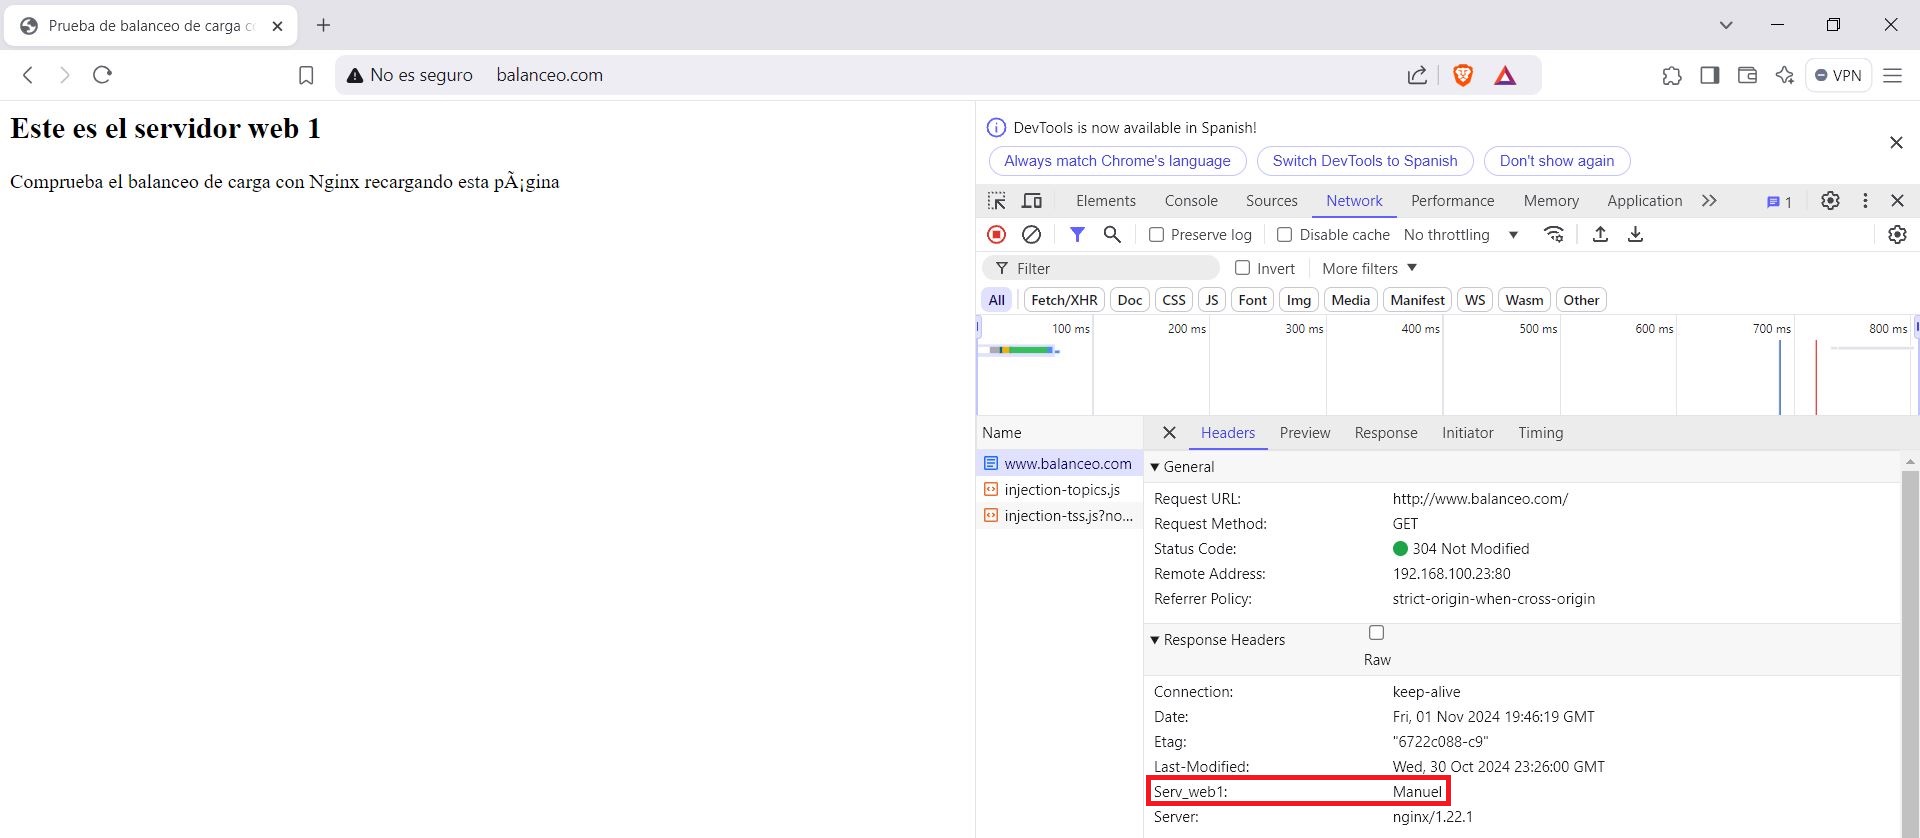 Prueba de balanceo de carga c
No es seguro balanceo.com
VPN
Este es el servidor web 1
Comprueba el balanceo de carga con Nginx recargando esta pÃ¡gina
DevTools is now available in Spanish!
Always match Chrome's language Switch DevTools to Spanish Don't show again
Elements Console Sources Network Performance Memory Application 1
Preserve log Disable cache No throttling
Filter Invert More filters
All Fetch/XHR Doc CSS JS Font Img Media Manifest WS Wasm Other
100 ms 200 ms 300 ms 400 ms 500 ms 600 ms 700 ms 800 ms
Name
www.balanceo.com
injection-topics.js
injection-tss.js?no...
Headers Preview Response Initiator Timing
General
Request URL: http://www.balanceo.com/
Request Method: GET
Status Code: 304 Not Modified
Remote Address: 192.168.100.23:80
Referrer Policy: strict-origin-when-cross-origin
Response Headers
Raw
Connection: keep-alive
Date: Fri, 01 Nov 2024 19:46:19 GMT
Etag: "6722c088-c9"
Last-Modified: Wed, 30 Oct 2024 23:26:00 GMT
Serv_web1: Manuel
Server: nginx/1.22.1